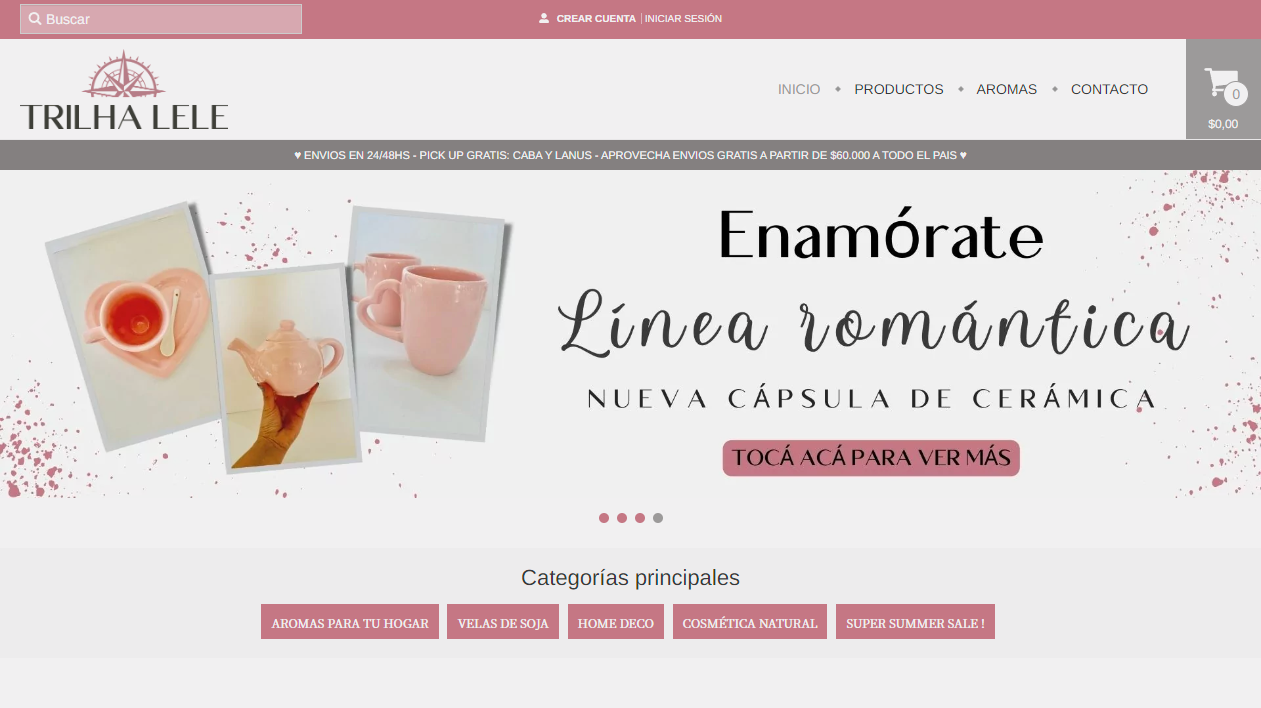 Buscar
CREAR CUENTA | INICIAR SESIÓN
TRILHA LELE
INICIO
PRODUCTOS
AROMAS
CONTACTO
0
$0,00
♥ ENVIOS EN 24/48HS - PICK UP GRATIS: CABA Y LANUS - APROVECHA ENVIOS GRATIS A PARTIR DE $60.000 A TODO EL PAIS ♥
Enamórate
Línea romántica
NUEVA CÁPSULA DE CERÁMICA
TOCÁ ACÁ PARA VER MÁS
Categorías principales
AROMAS PARA TU HOGAR
VELAS DE SOJA
HOME DECO
COSMÉTICA NATURAL
SUPER SUMMER SALE !